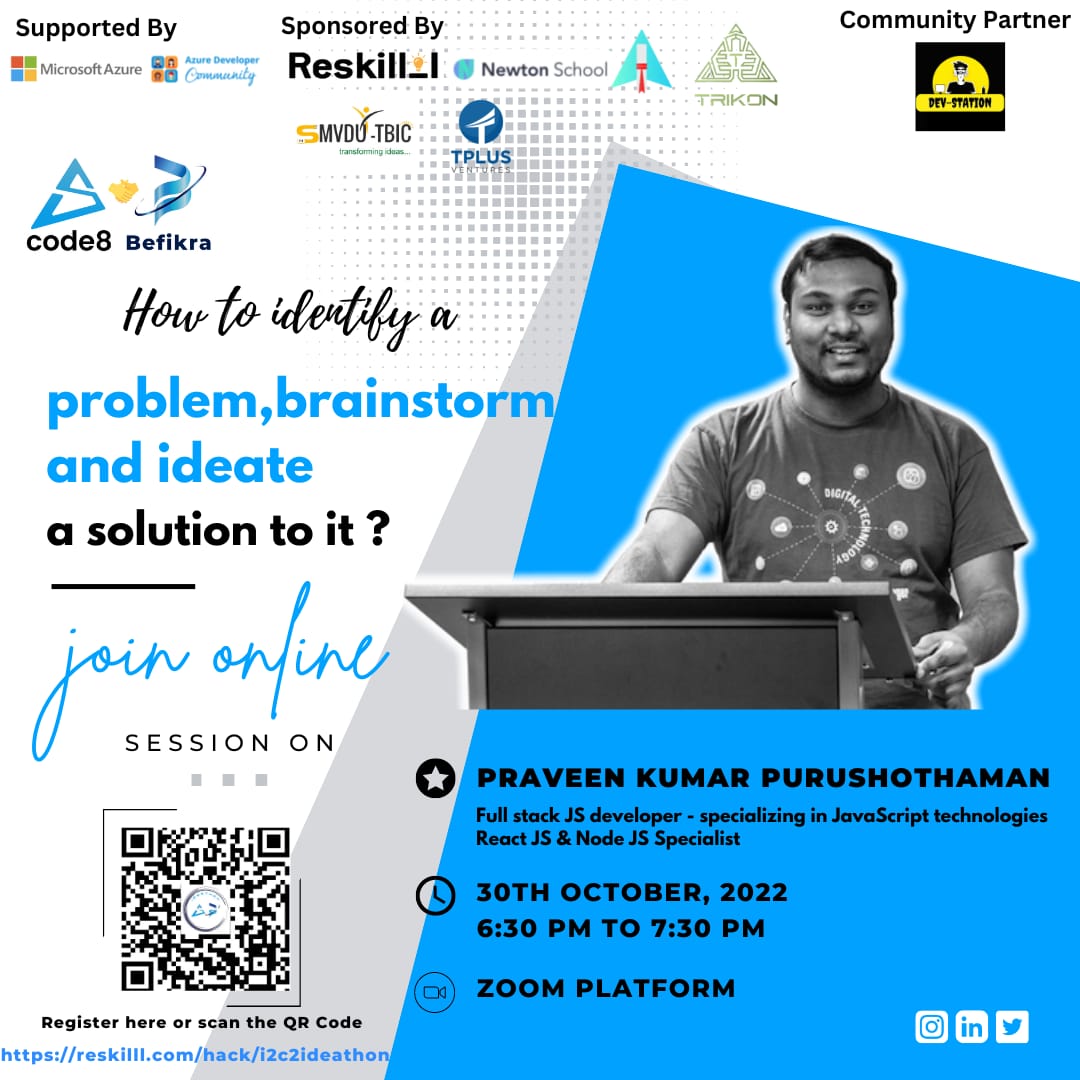 Supported By
Microsoft Azure
Azure Developer
Community
Sponsored By
Reskilll
Newton School
TRIKON
SMVDU-TBIC
transforming ideas...
TPLUS
VENTURES
Community Partner
DEV-STATION
code8
Befikra
How to identify a
problem,brainstorm
and ideate
a solution to it ?
join online
SESSION ON
DIGITAL TECHNOLOGY
PRAVEEN KUMAR PURUSHOTHAMAN
Full stack JS developer - specializing in JavaScript technologies
React JS & Node JS Specialist
30TH OCTOBER, 2022
6:30 PM TO 7:30 PM
ZOOM PLATFORM
Register here or scan the QR Code
https://reskilll.com/hack/i2c2ideathon